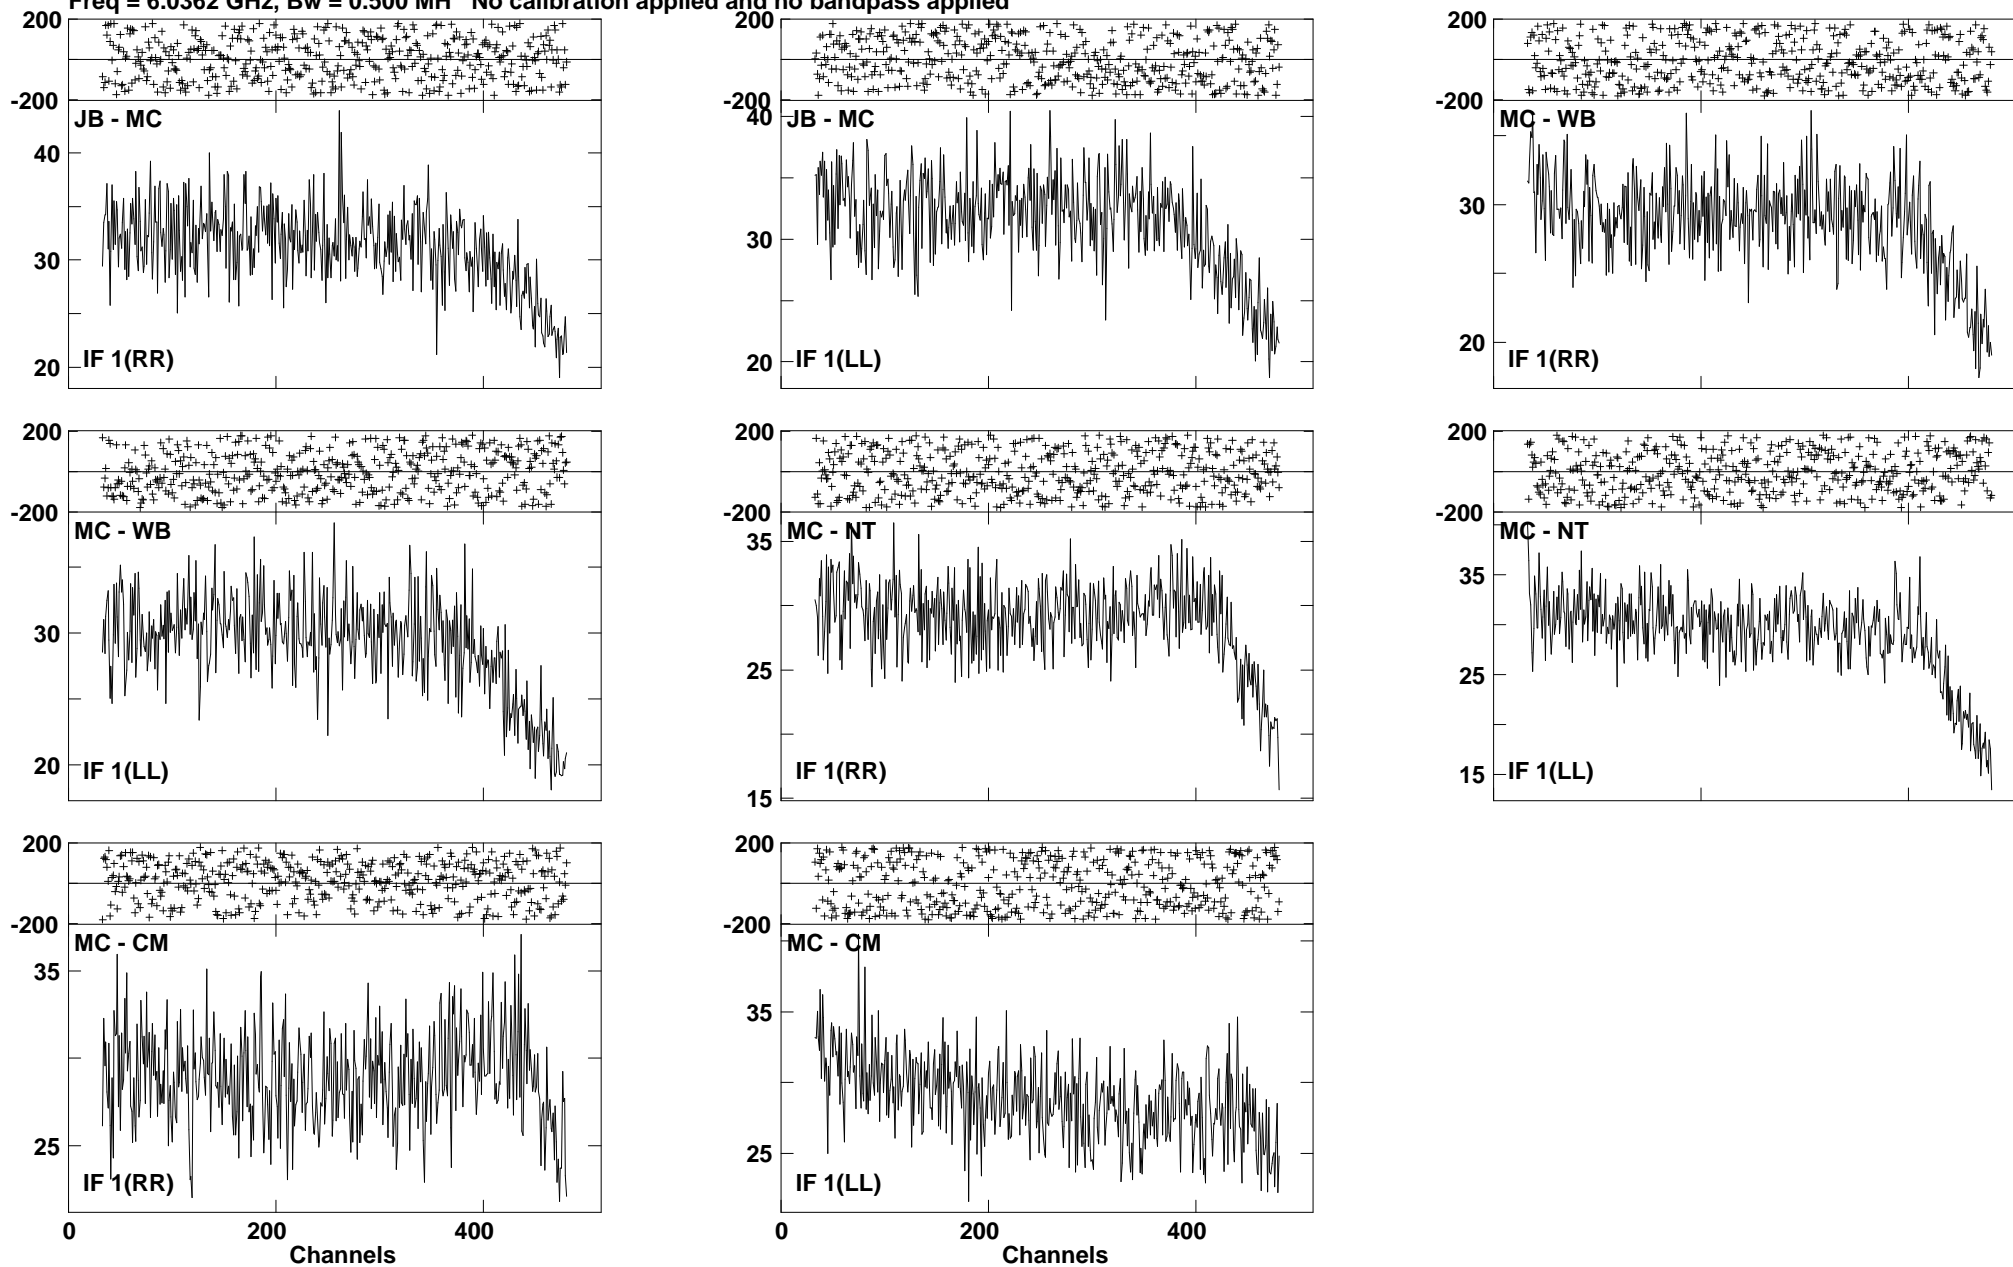 Freq = 6.0362 GHz, Bw = 0.500 MH No calibration applied and no bandpass applied
200
-200
JB - MC
40
30
20
IF 1(RR)
-200
JB - MC
40
30
20
IF 1(LL)
200
-200
MC - WB
30
20
IF 1(RR)
200
-200
MC - WB
30
20
IF 1(LL)
200
-200
MC - NT
35
25
15
IF 1(RR)
200
-200
MC - NT
35
25
15
IF 1(LL)
200
-200
MC - CM
35
25
IF 1(RR)
0
200
400
Channels
200
-200
MC - CM
35
25
IF 1(LL)
0
200
400
Channels